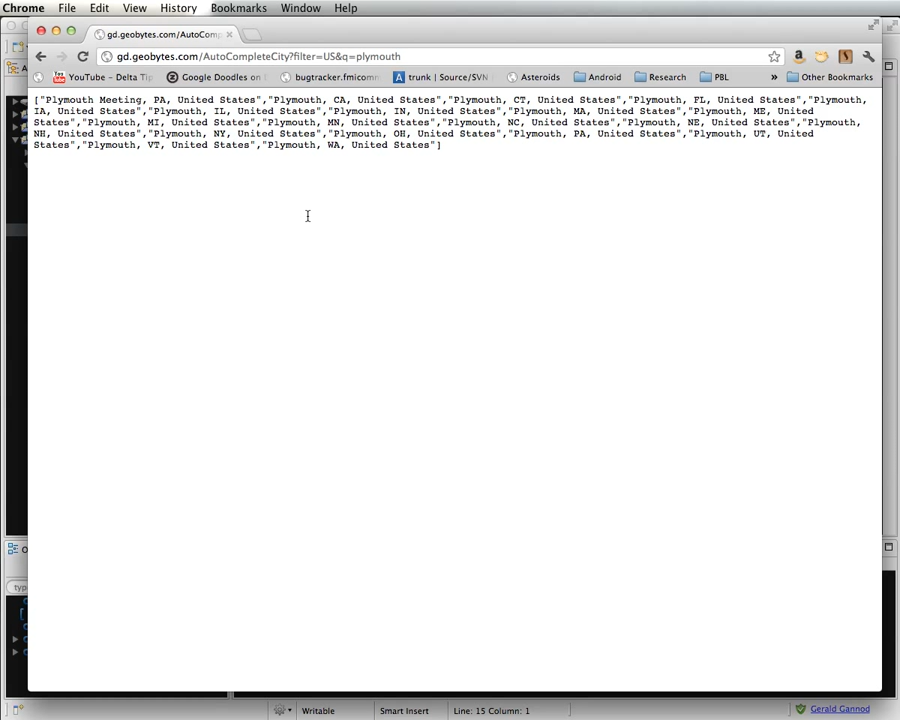 Chrome File Edit View History Bookmarks Window Help
gd.geobytes.com/AutoComp
gd.geobytes.com/AutoCompleteCity?filter=US&q=plymouth
YouTube - Delta Tip Google Doodles on bugtracker.fmicomm trunk | Source/SVN Asteroids Android Research PBL » Other Bookmarks
["Plymouth Meeting, PA, United States","Plymouth, CA, United States","Plymouth, CT, United States","Plymouth, FL, United States","Plymouth,
IA, United States","Plymouth, IL, United States","Plymouth, IN, United States","Plymouth, MA, United States","Plymouth, ME, United
States","Plymouth, MI, United States","Plymouth, MN, United States","Plymouth, NC, United States","Plymouth, NE, United States","Plymouth,
NH, United States","Plymouth, NY, United States","Plymouth, OH, United States","Plymouth, PA, United States","Plymouth, UT, United
States","Plymouth, VT, United States","Plymouth, WA, United States"]
typ
Writable Smart Insert Line: 15 Column: 1 Gerald Gannod